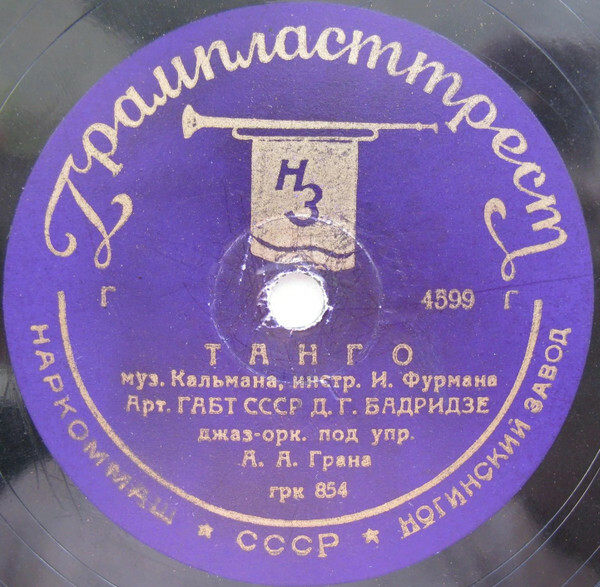 Грампласттрест
НЗ
г 4599 г
ТАНГО
муз. Кальмана, инстр. И. Фурмана
Арт. ГАБТ СССР Д. Г. БАДРИДЗЕ
джаз-орк. под упр.
А. А. Грана
грк 854
НАРКОММАШ ★ СССР ★ НОГИНСКИЙ ЗАВОД